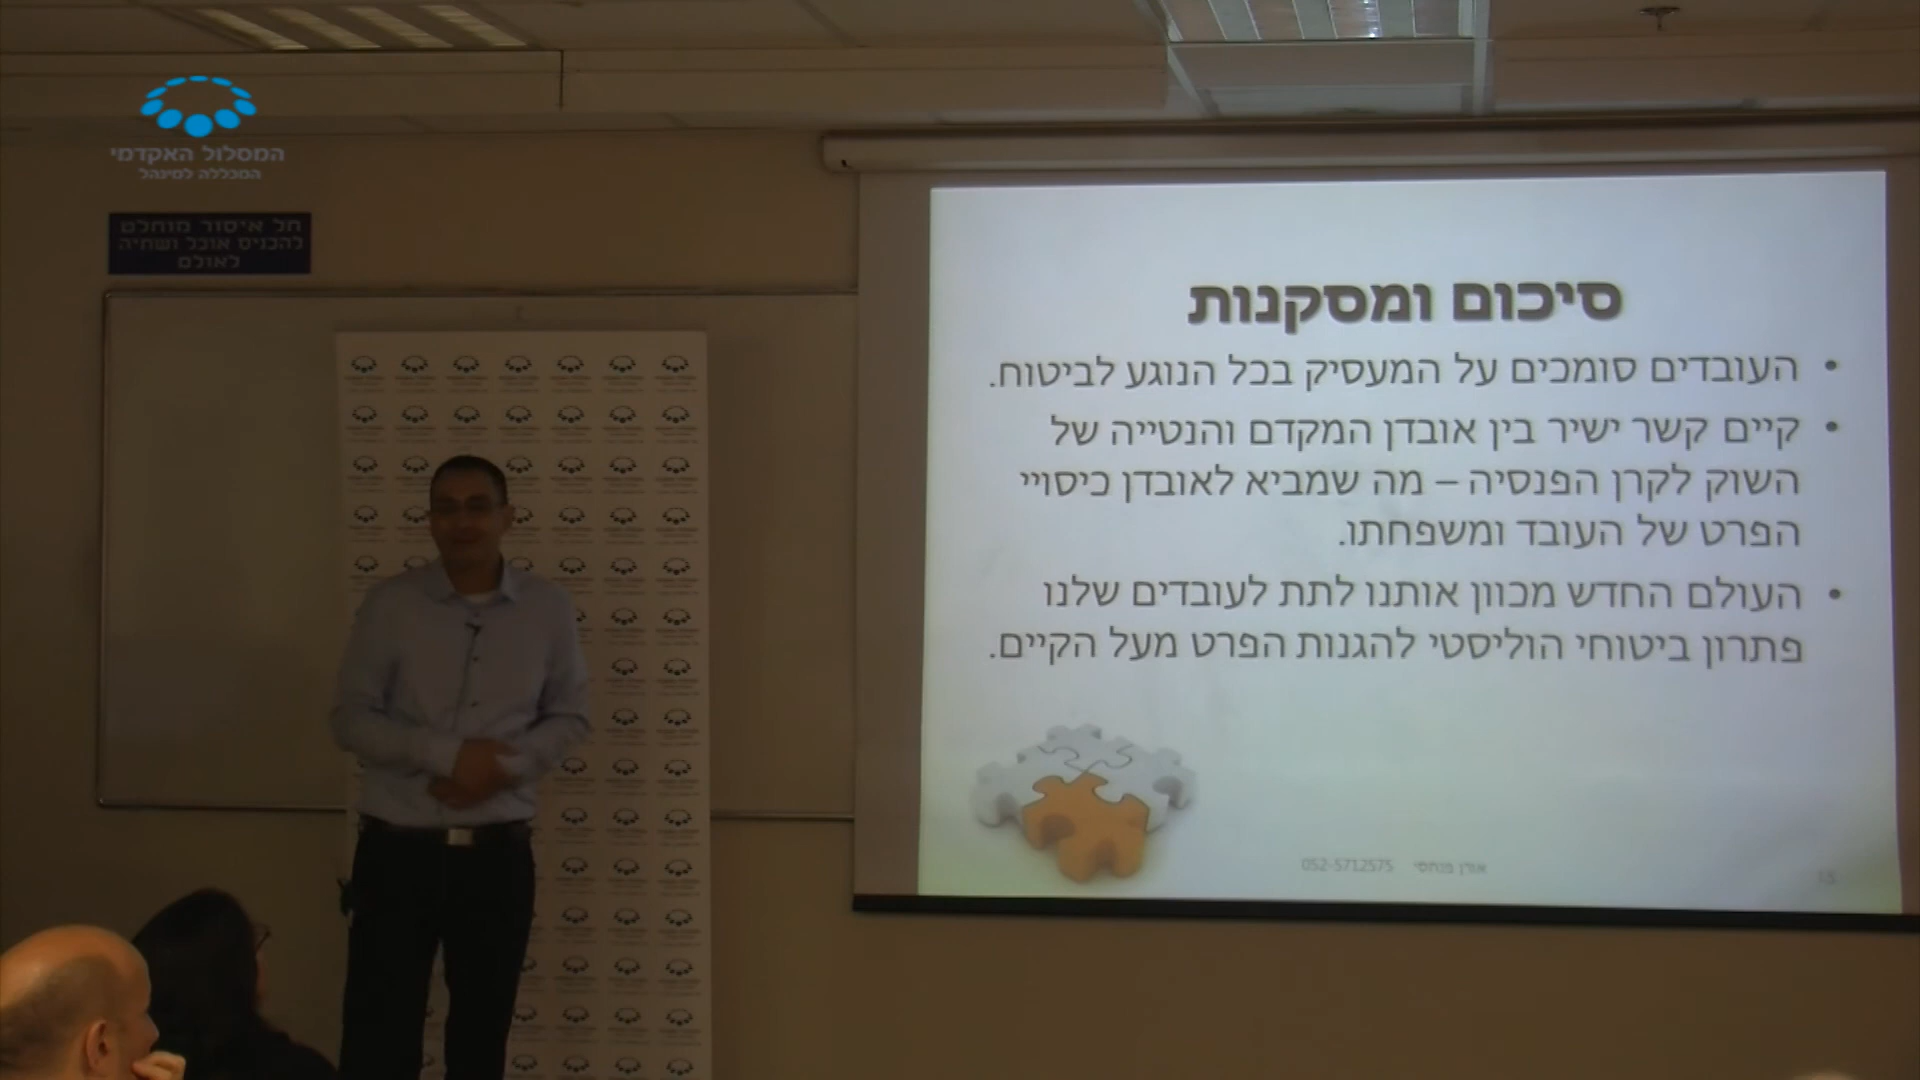 המסלול האקדמי
המכללה למינהל
חל איסור מוחלט
להכניס אוכל ושתיה
לאולם
סיכום ומסקנות
• העובדים סומכים על המעסיק בכל הנוגע לביטוח.
• קיים קשר ישיר בין אובדן המקדם והנטייה של
השוק לקרן הפנסיה – מה שמביא לאובדן כיסויי
הפרט של העובד ומשפחתו.
• העולם החדש מכוון אותנו לתת לעובדים שלנו
פתרון ביטוחי הוליסטי להגנות הפרט מעל הקיים.
אורן פנחסי 052-5712575